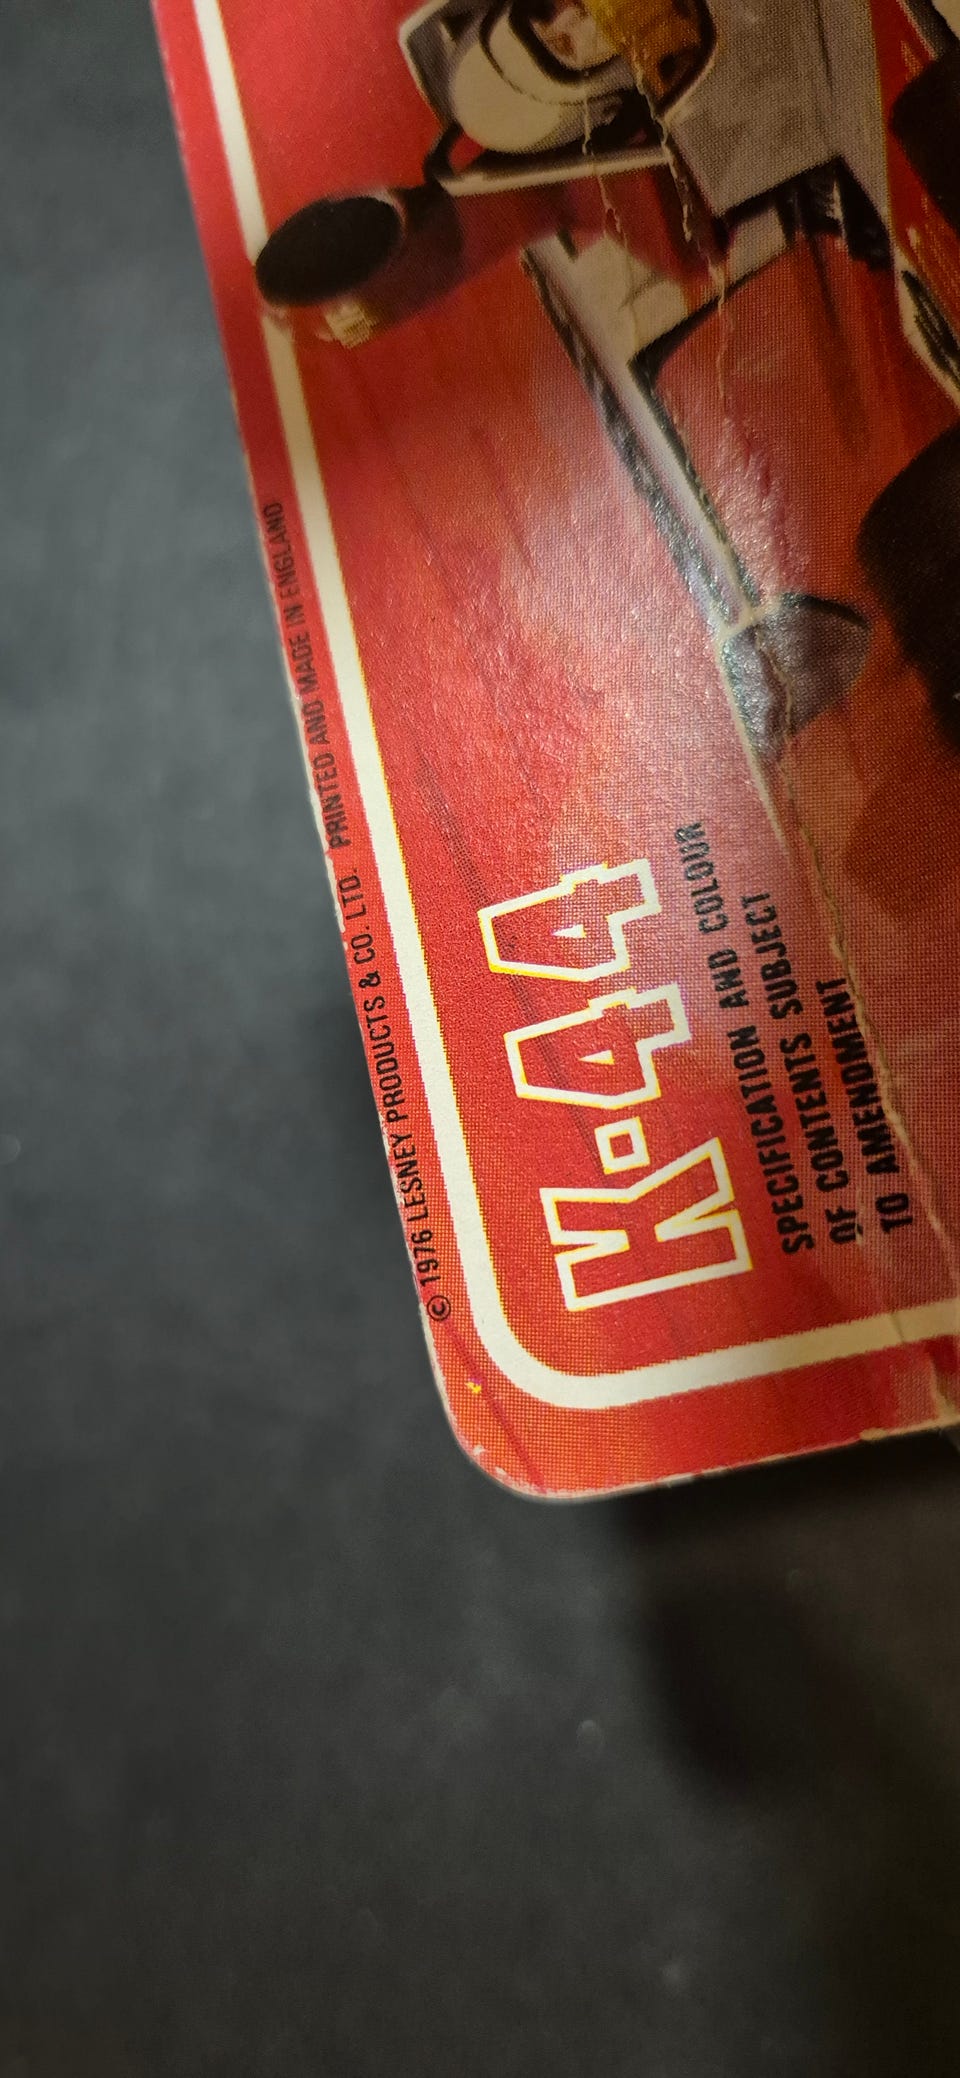 K·44
SPECIFICATION AND COLOUR
OF CONTENTS SUBJECT
TO AMENDMENT
© 1976 LESNEY PRODUCTS & CO. LTD. PRINTED AND MADE IN ENGLAND